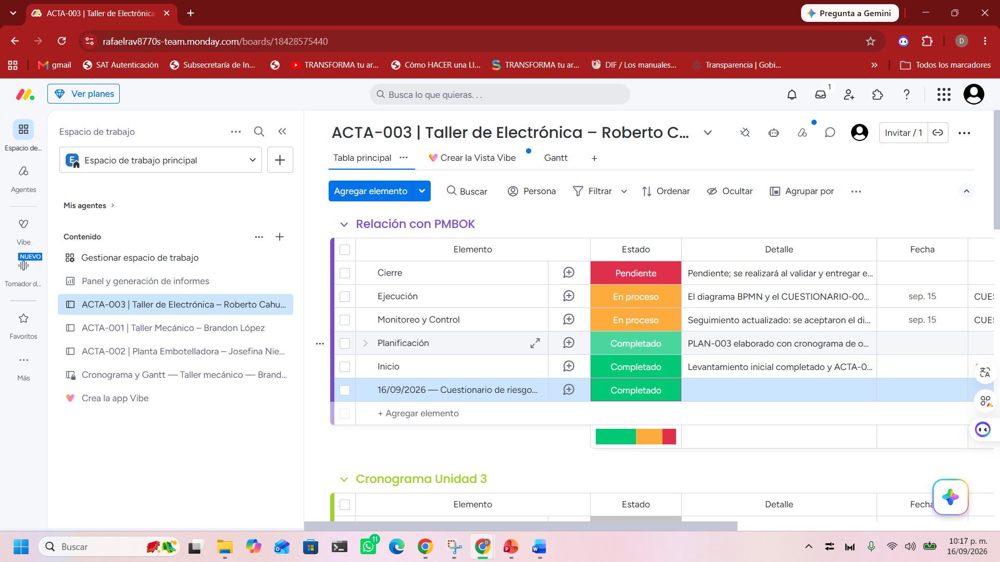 ACTA-003 | Taller de Electrónica
Pregunta a Gemini
rafaelrav8770s-team.monday.com/boards/18428575440
D
gmail
SAT Autenticación
Subsecretaría de In...
TRANSFORMA tu ar...
Cómo HACER una LI...
TRANSFORMA tu ar...
DIF / Los manuales...
Transparencia | Gobi...
Todos los marcadores
Ver planes
Busca lo que quieras. . .
1
Espacio de...
Agentes
Vibe
NUEVO
Tomador d...
Favoritos
Más
Espacio de trabajo
E
Espacio de trabajo principal
Mis agentes
Contenido
Gestionar espacio de trabajo
Panel y generación de informes
ACTA-003 | Taller de Electrónica – Roberto Cahu...
ACTA-001 | Taller Mecánico – Brandon López
ACTA-002 | Planta Embotelladora – Josefina Nie...
Cronograma y Gantt — Taller mecánico — Brand...
Crea la app Vibe
ACTA-003 | Taller de Electrónica – Roberto C...
Invitar / 1
Tabla principal
Crear la Vista Vibe
Gantt
Agregar elemento
Buscar
Persona
Filtrar
Ordenar
Ocultar
Agrupar por
Relación con PMBOK
Elemento Estado Detalle Fecha
Cierre Pendiente Pendiente; se realizará al validar y entregar e...
Ejecución En proceso El diagrama BPMN y el CUESTIONARIO-00... sep. 15 CUES
Monitoreo y Control En proceso Seguimiento actualizado: se aceptaron el di... sep. 15 CUES
Planificación Completado PLAN-003 elaborado con cronograma de o...
Inicio Completado Levantamiento inicial completado y ACTA-0...
16/09/2026 — Cuestionario de riesgo... Completado
+ Agregar elemento
Cronograma Unidad 3
Elemento Estado Detalle Fecha
Buscar
11
D
10:17 p. m.
16/09/2026